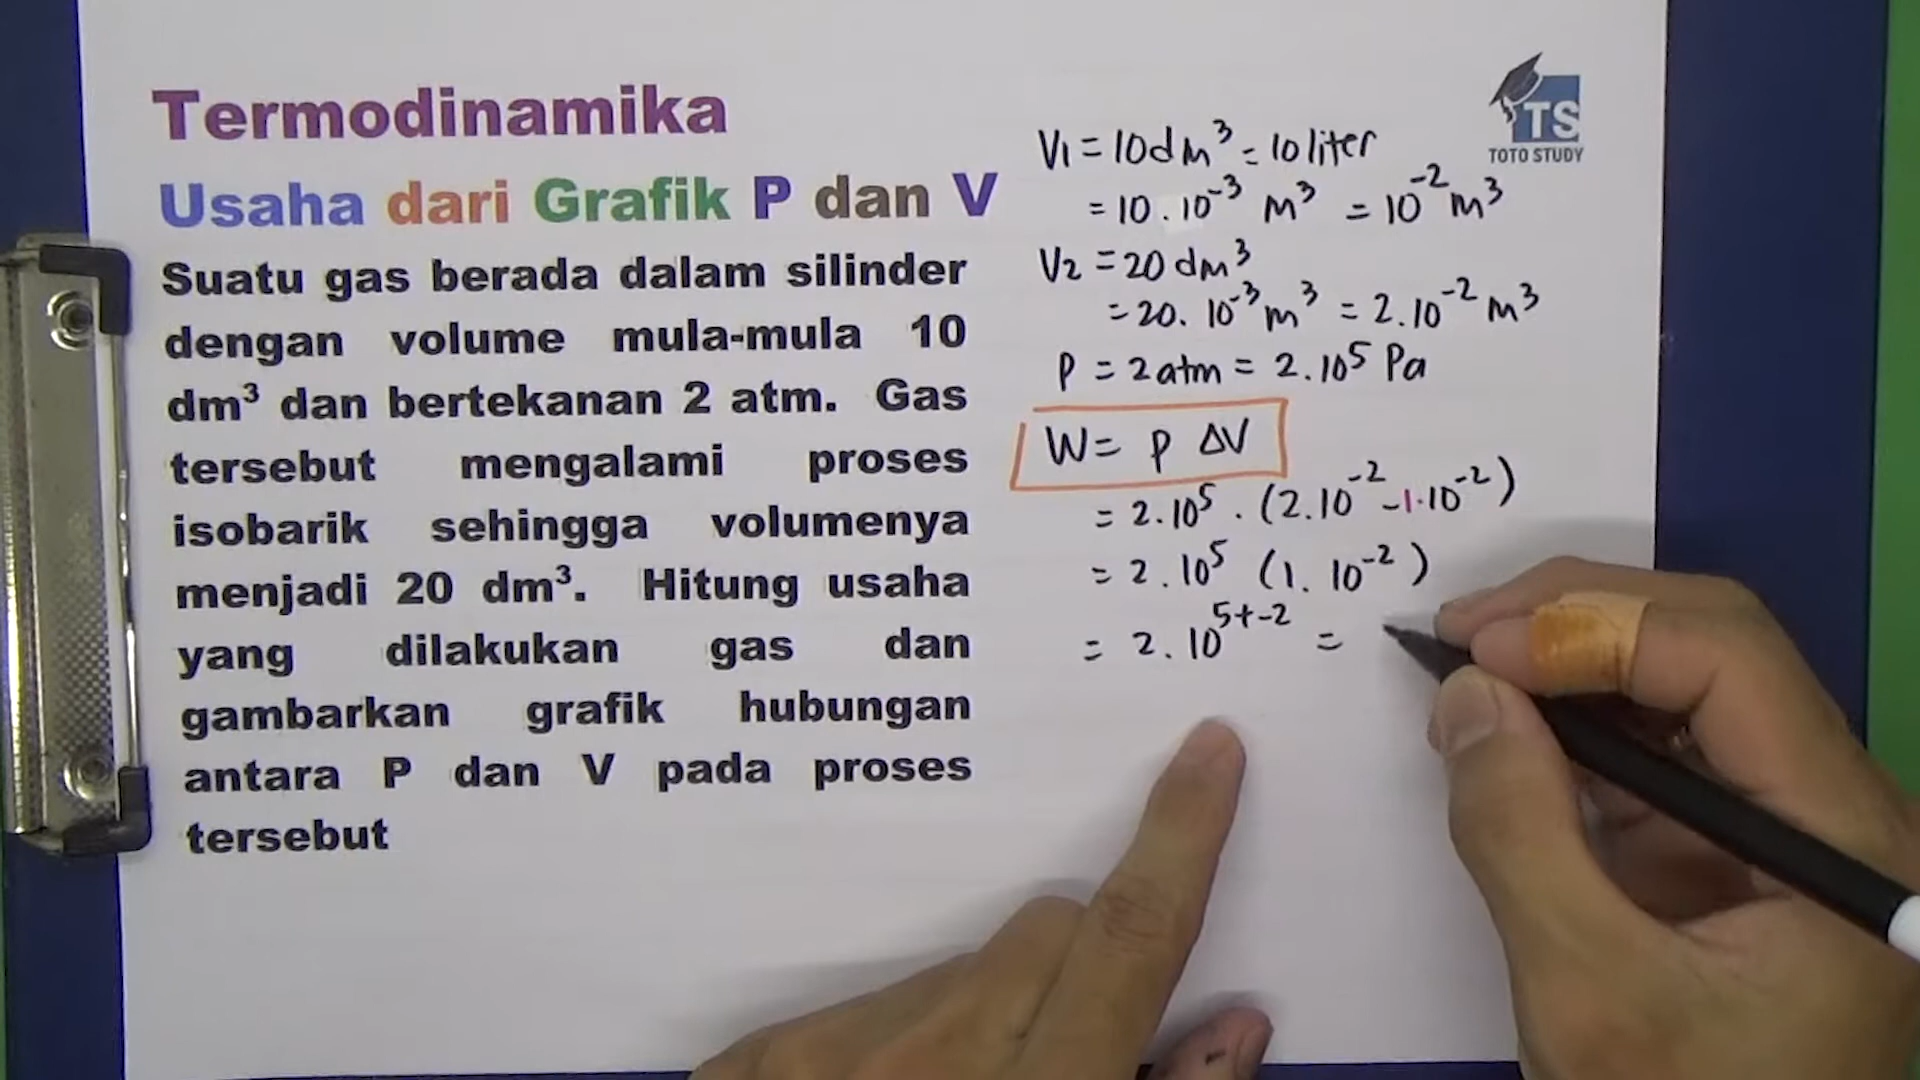 Termodinamika
Usaha dari Grafik P dan V
Suatu gas berada dalam silinder
dengan volume mula-mula 10
dm³ dan bertekanan 2 atm. Gas
tersebut mengalami proses
isobarik sehingga volumenya
menjadi 20 dm³. Hitung usaha
yang dilakukan gas dan
gambarkan grafik hubungan
antara P dan V pada proses
tersebut
TS
TOTO STUDY
V1 = 10 dm³ = 10 liter
= 10 . 10⁻³ m³ = 10⁻² m³
V2 = 20 dm³
= 20. 10⁻³ m³ = 2.10⁻² m³
P = 2 atm = 2.10⁵ Pa
W = P ΔV
= 2.10⁵ . (2.10⁻² - 1.10⁻²)
= 2.10⁵ (1. 10⁻²)
= 2.10⁵⁺⁻² =